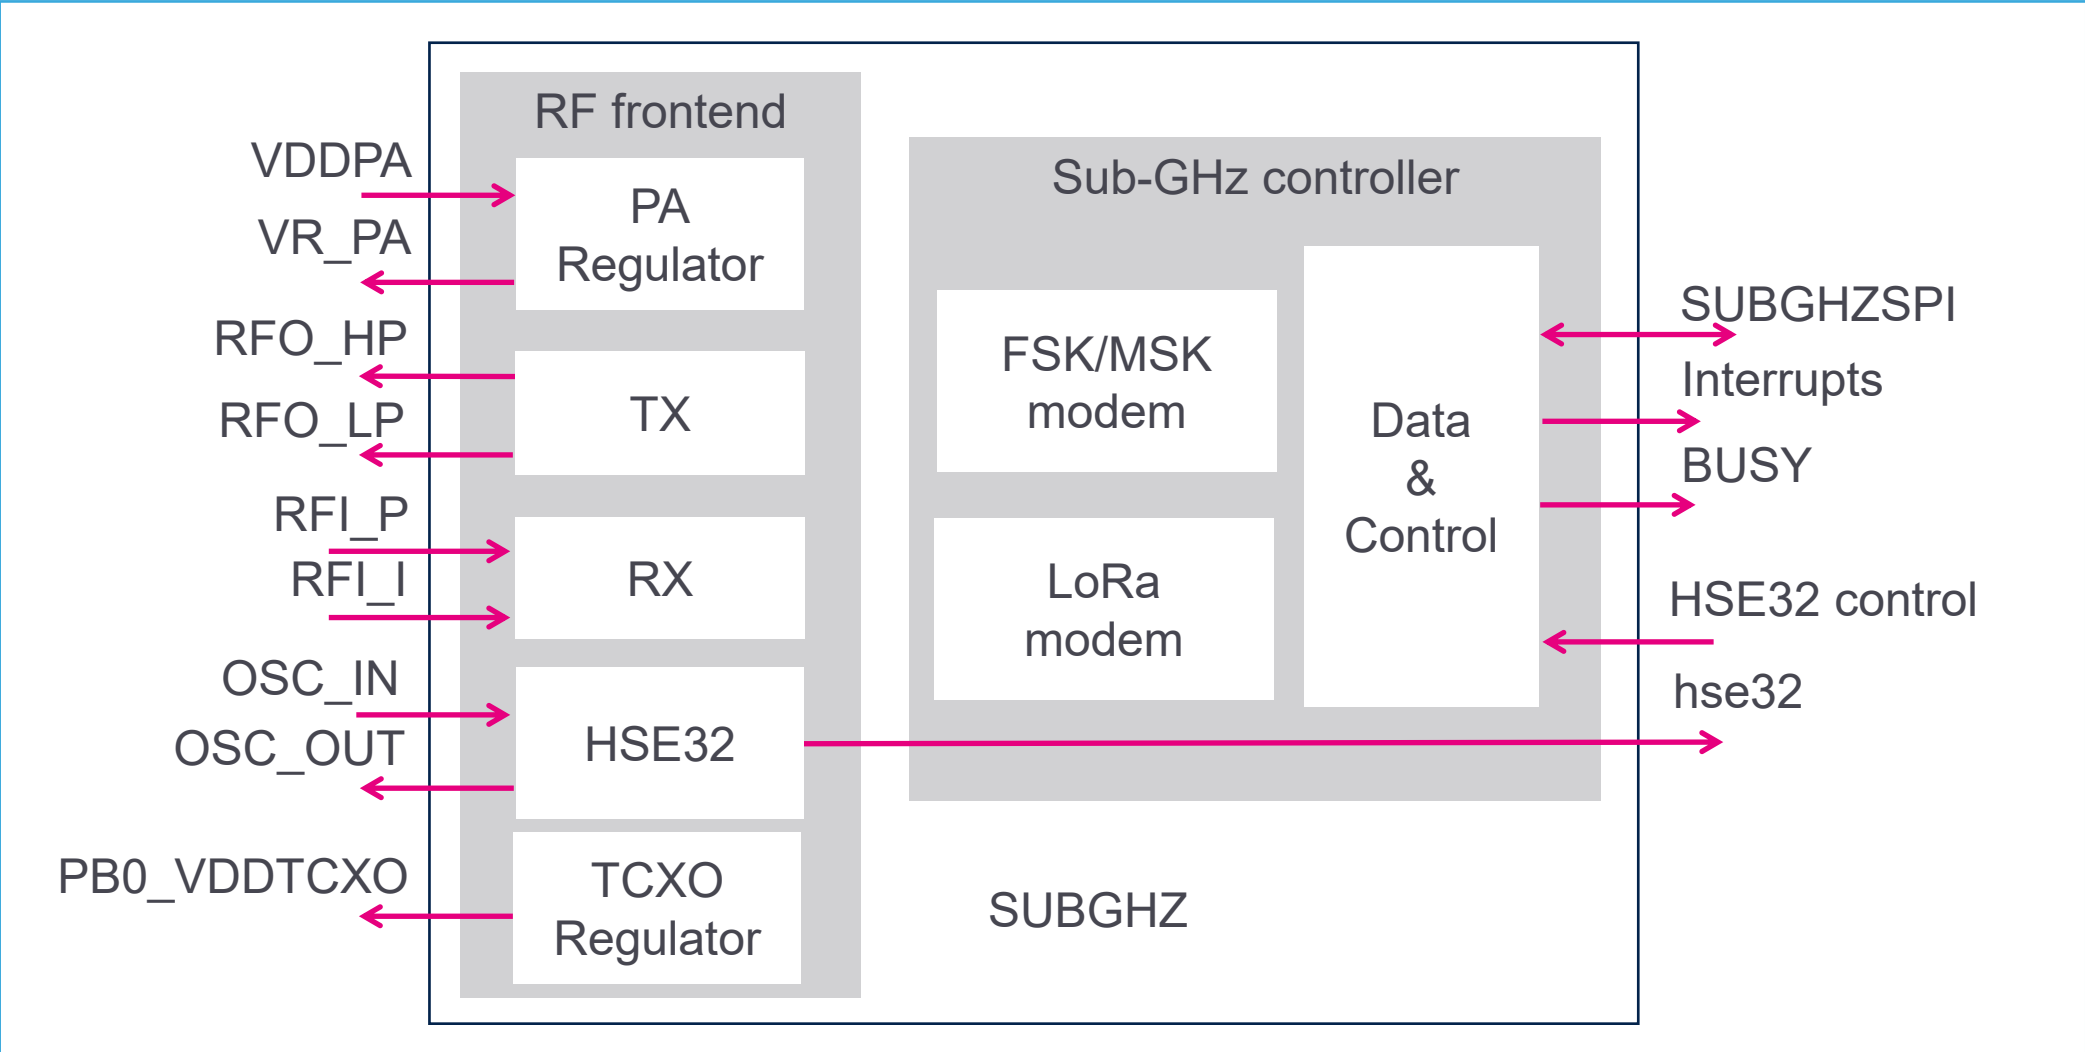 RF frontend
VDDPA
VR_PA
RFO_HP
RFO_LP
RFI_P
RFI_I
OSC_IN
OSC_OUT
PB0_VDDTCXO
PA
Regulator
TX
RX
HSE32
TCXO
Regulator
Sub-GHz controller
FSK/MSK
modem
LoRa
modem
Data
&
Control
SUBGHZSPI
Interrupts
BUSY
HSE32 control
hse32
SUBGHZ